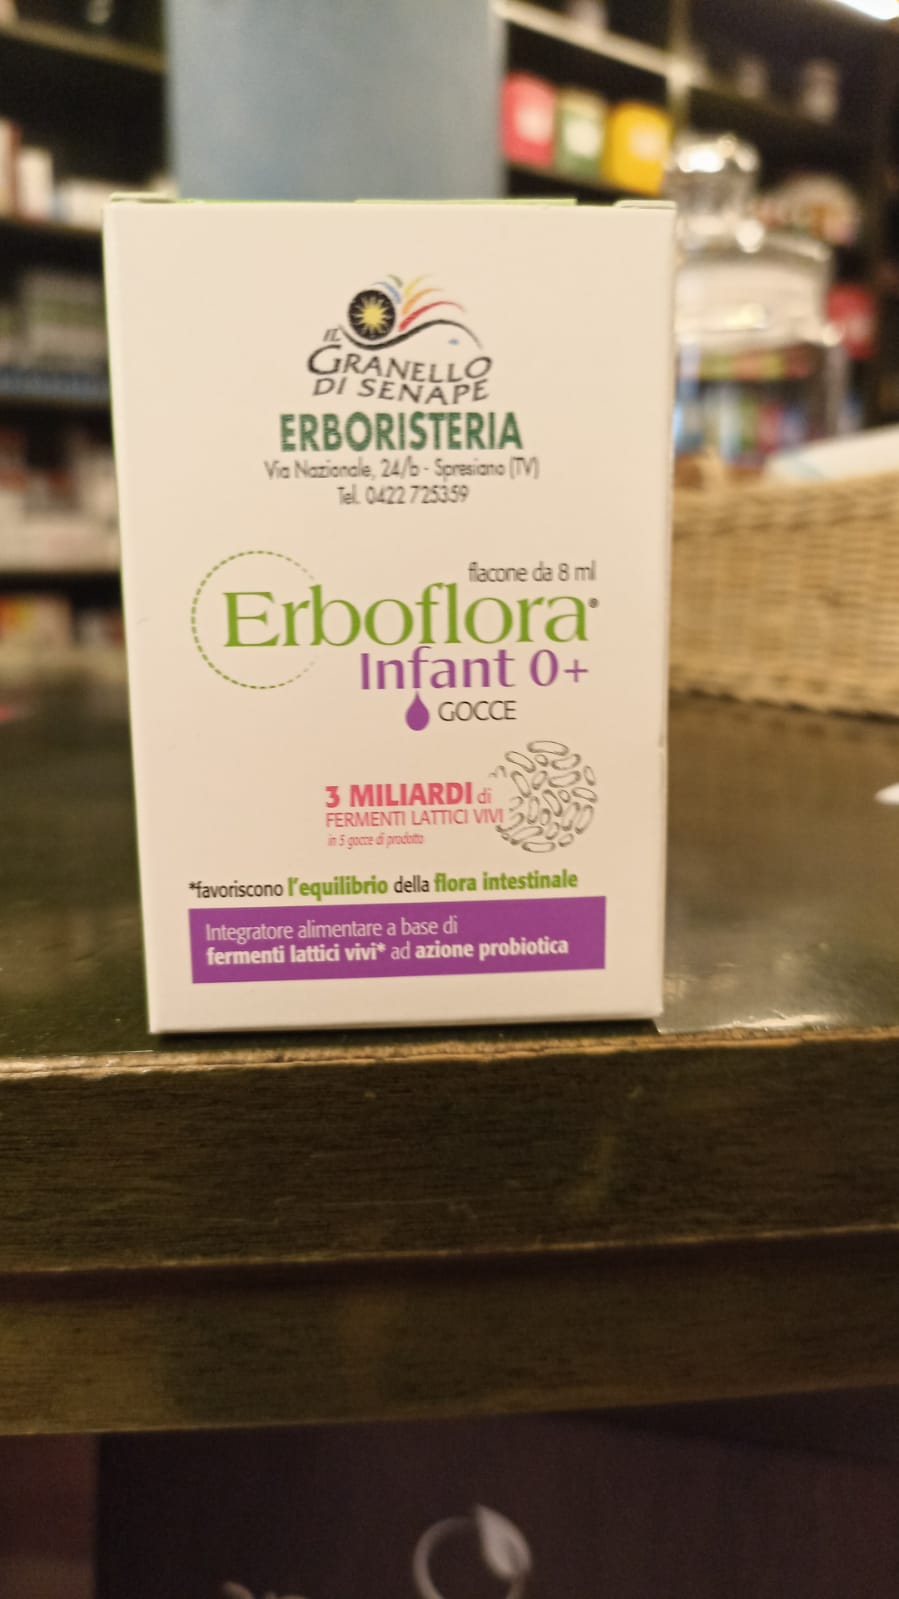 IL
GRANELLO
DI SENAPE
ERBORISTERIA
Via Nazionale, 24/b - Spresiano (TV)
Tel. 0422 725359
flacone da 8 ml
Erboflora®
Infant 0+
GOCCE
3 MILIARDI di
FERMENTI LATTICI VIVI
in 5 gocce di prodotto
*favoriscono l'equilibrio della flora intestinale
Integratore alimentare a base di
fermenti lattici vivi* ad azione probiotica